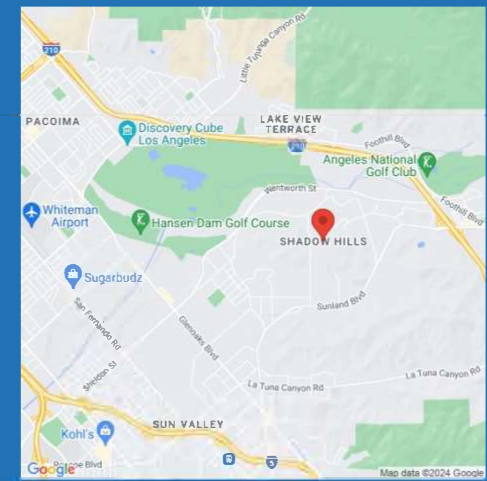 Little Tujunga Canyon Rd
210
PACOIMA
Discovery Cube
Los Angeles
LAKE VIEW
TERRACE
210
Foothill Blvd
Angeles National
Golf Club
Wentworth St
Foothill Blvd
Whiteman
Airport
Hansen Dam Golf Course
SHADOW HILLS
Sugarbudz
Sunland Blvd
San Fernando Rd
Glenoaks Blvd
Sheldon St
La Tuna Canyon Rd
La Tuna Canyon Rd
SUN VALLEY
Kohl's
5
Google
Blvd
Map data ©2024 Google